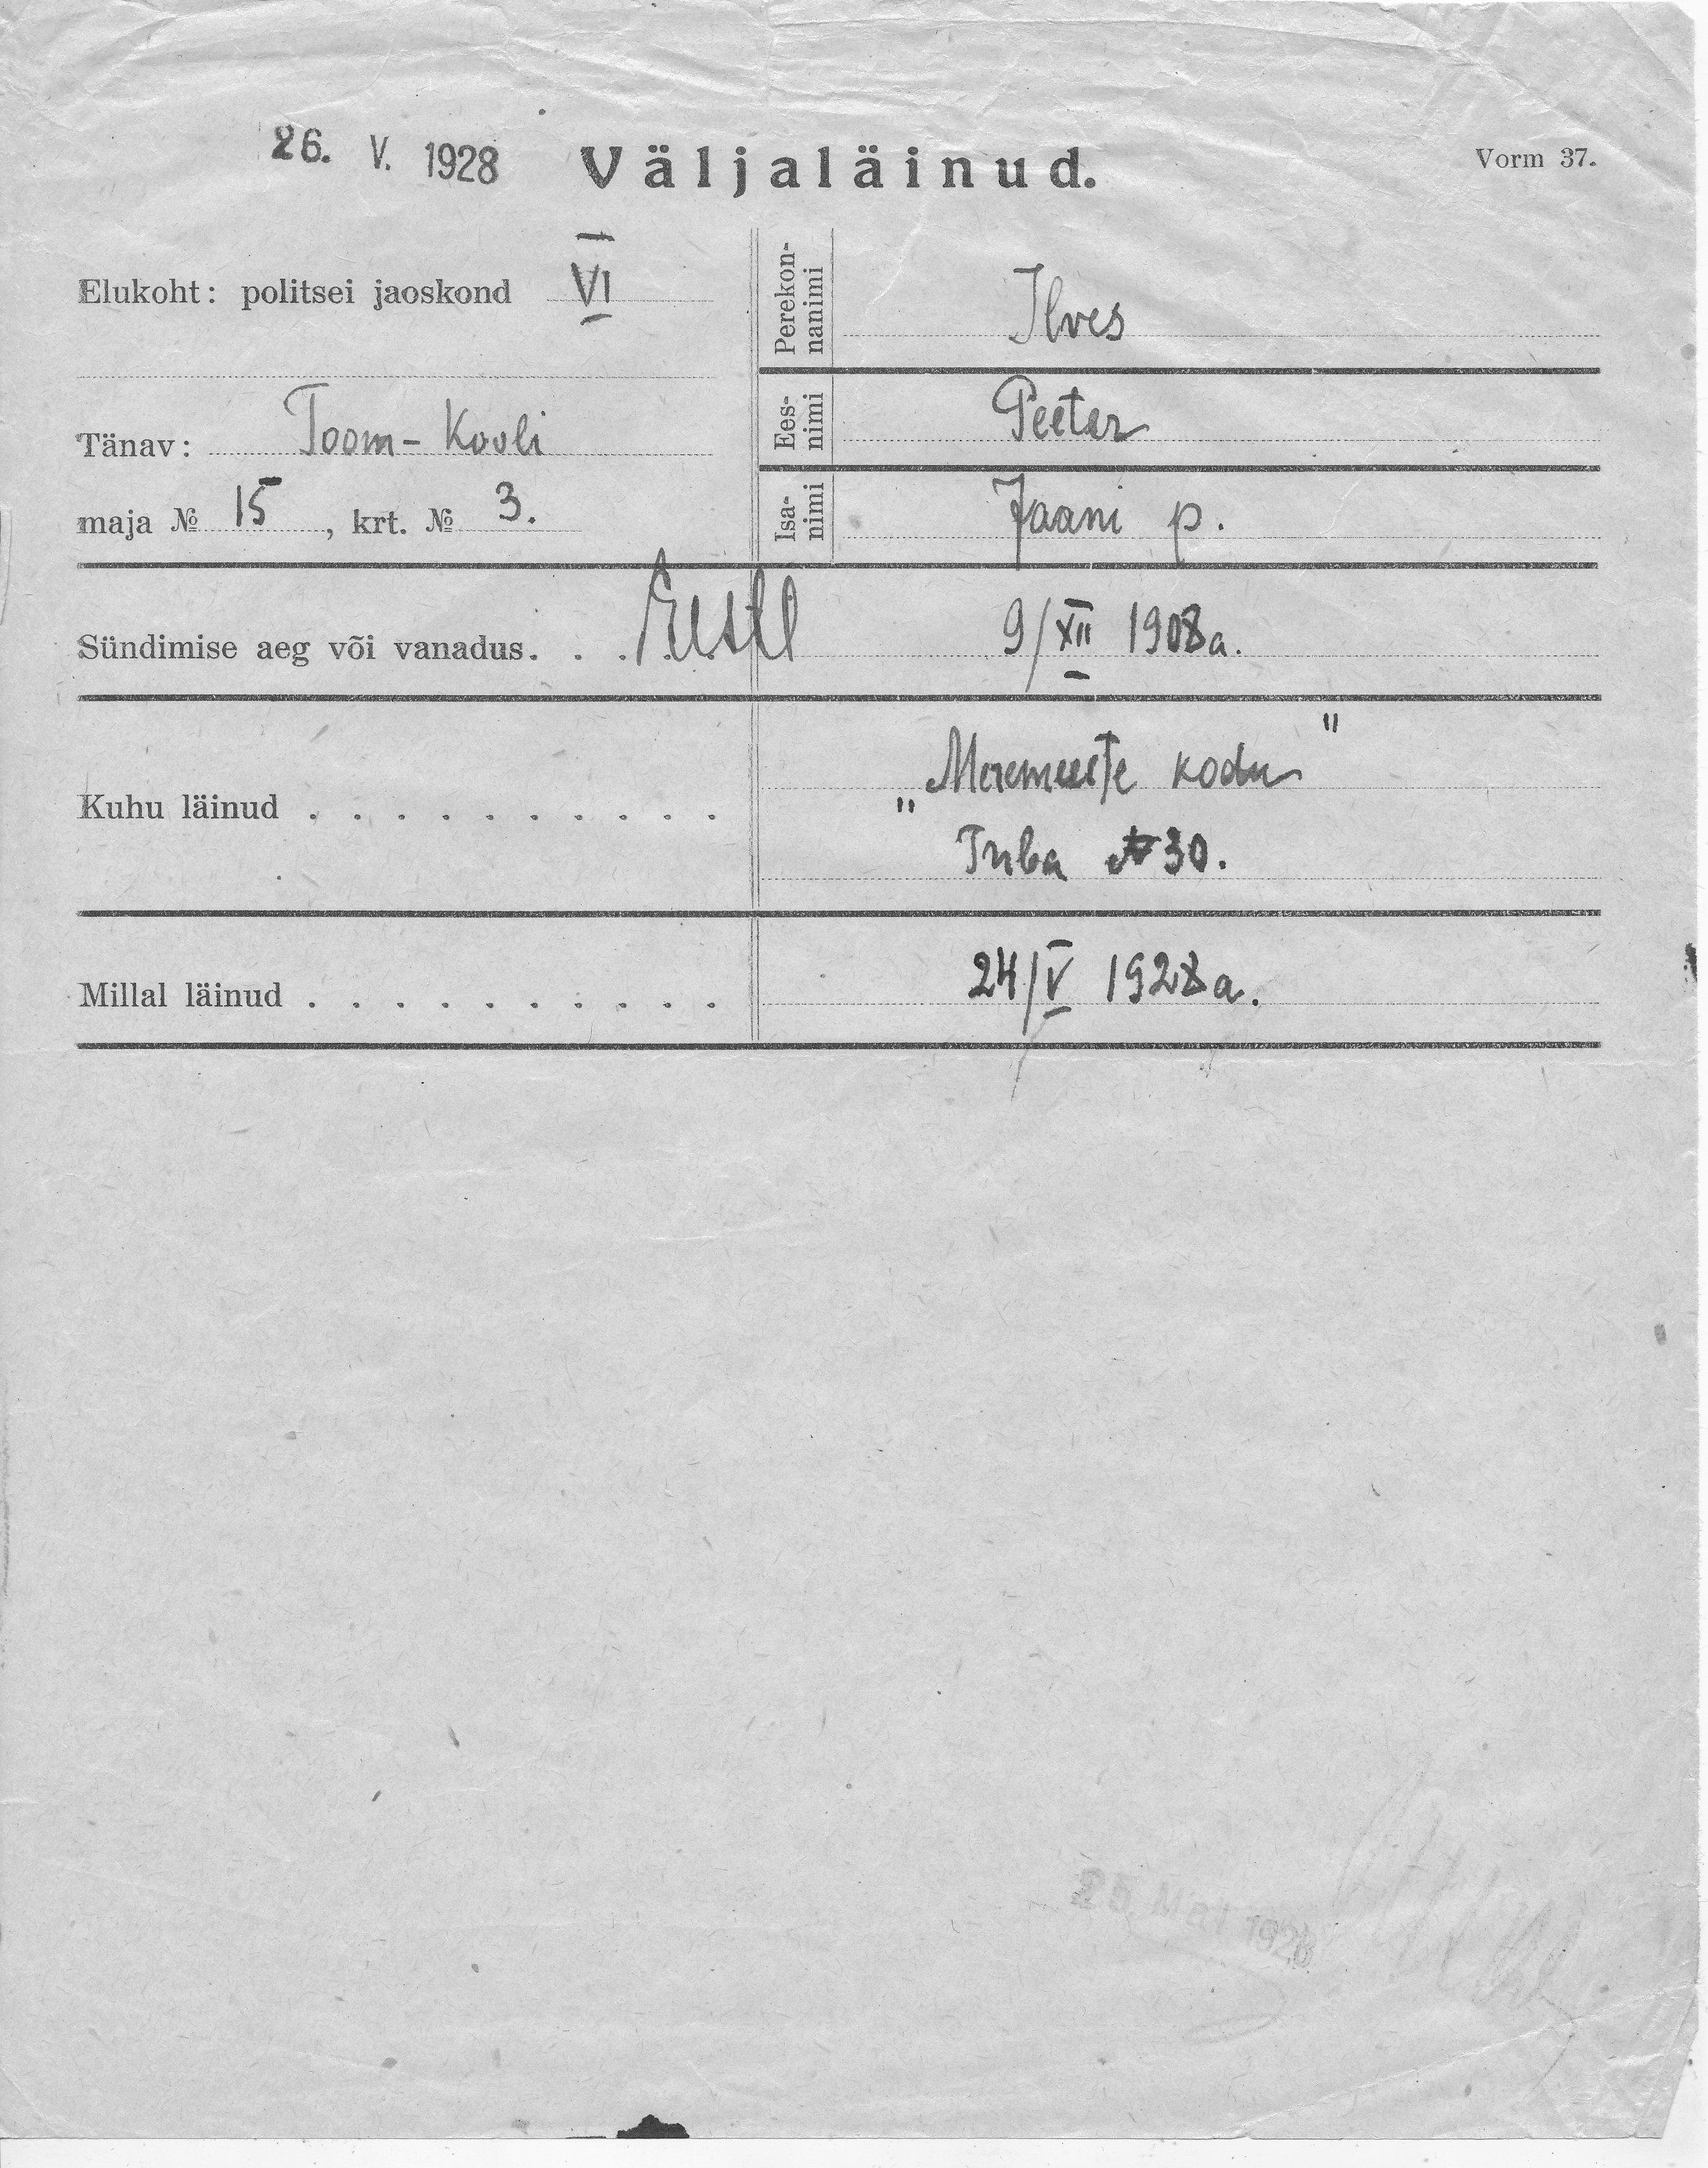 26. V. 1928 Väljaläinud. Vorm 37.
Elukoht: politsei jaoskond VI
Tänav: Toom-Kooli
maja № 15, krt. № 3.
Perekon-
nanimi
Ilves
Ees-
nimi
Peeter
Isa-
nimi
Jaani p.
Sündimise aeg või vanadus. . . . . . Eestl 9/XII 1908a.
Kuhu läinud . . . . . . . . . . „Meremeeste kodu"
Tuba № 30.
Millal läinud . . . . . . . . . . 24/V 1928a.
25 Mai 1928